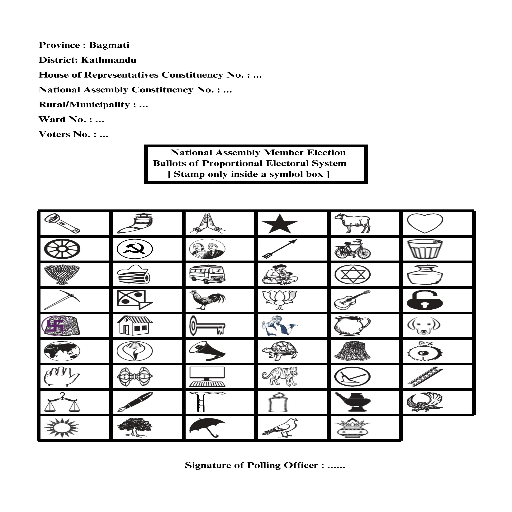 Province : Bagmati
District: Kathmandu
House of Representatives Constituency No. : ...
National Assembly Constituency No. : ...
Rural/Municipality : ...
Ward No. : ...
Voters No. : ...
National Assembly Member Election
Ballots of Proportional Electoral System
[ Stamp only inside a symbol box ]
Signature of Polling Officer : ......